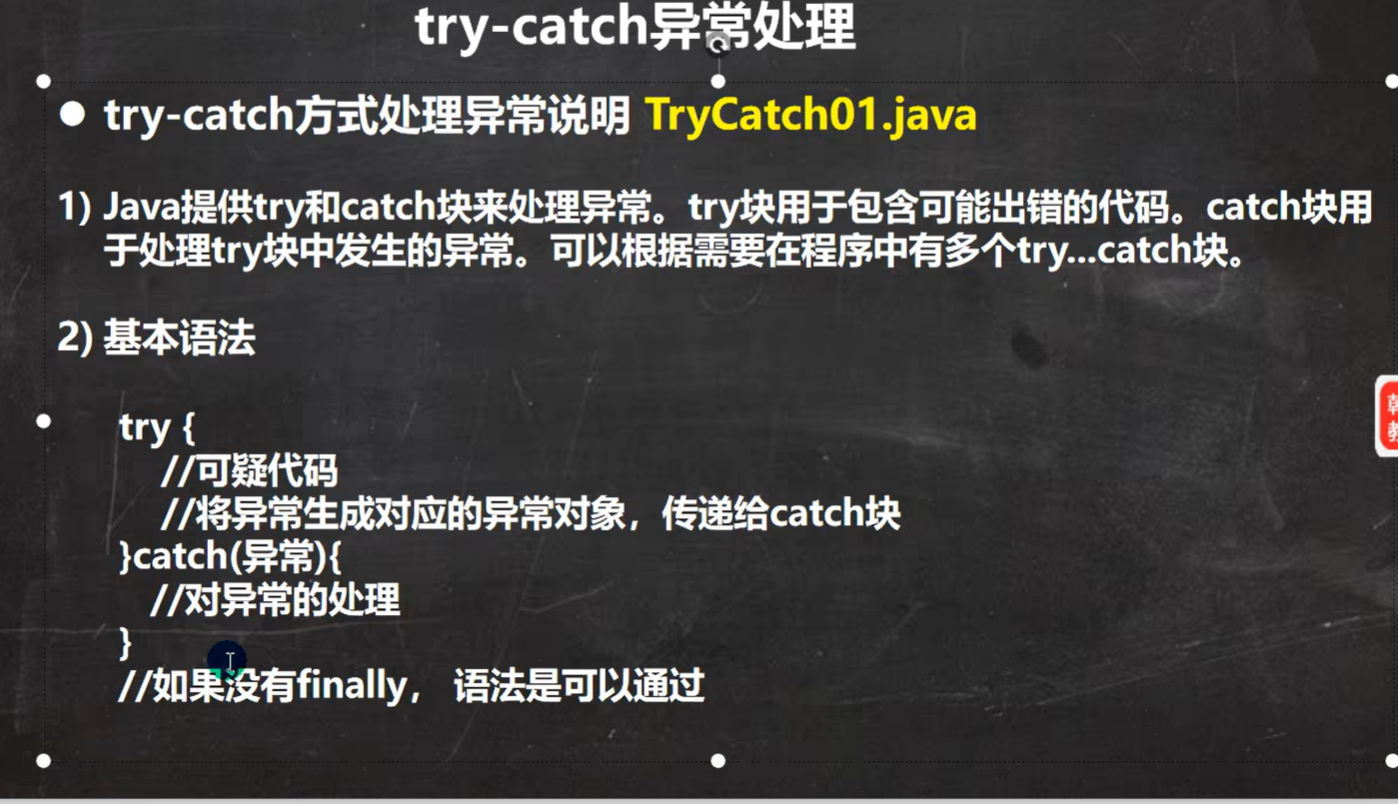 try-catch异常处理
● try-catch方式处理异常说明 TryCatch01.java
1) Java提供try和catch块来处理异常。try块用于包含可能出错的代码。catch块用
于处理try块中发生的异常。可以根据需要在程序中有多个try...catch块。
2) 基本语法
try {
//可疑代码
//将异常生成对应的异常对象，传递给catch块
}catch(异常){
//对异常的处理
}
//如果没有finally， 语法是可以通过